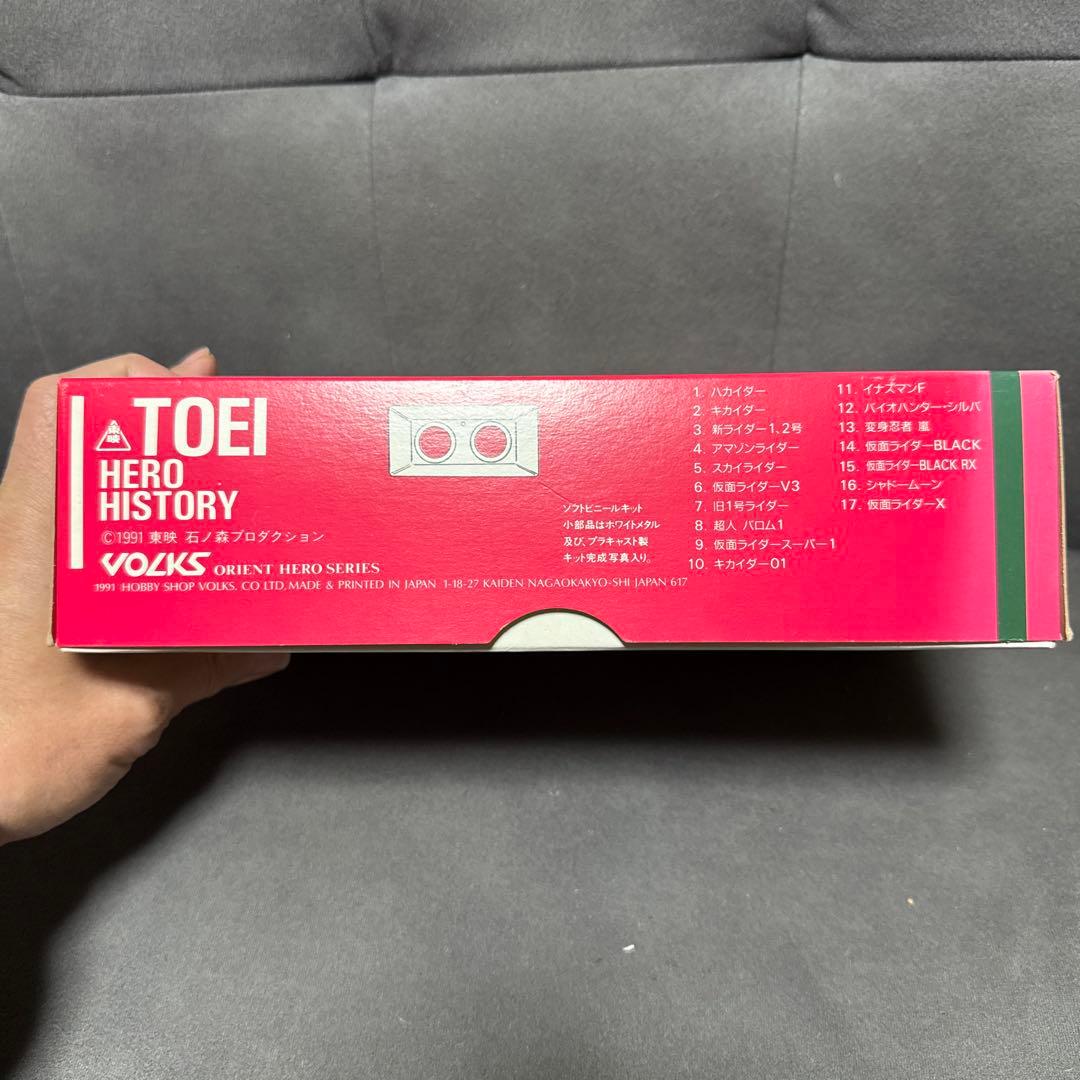 東映
TOEI
HERO
HISTORY
©1991 東映 石ノ森プロダクション
VOLKS ORIENT HERO SERIES
1991 HOBBY SHOP VOLKS. CO LTD, MADE & PRINTED IN JAPAN 1-18-27 KAIDEN NAGAOKAKYO-SHI JAPAN 617
ソフトビニールキット
小部品はホワイトメタル
及び、プラキャスト製
キット完成写真入り。
1. ハカイダー
2. キカイダー
3. 新ライダー1.2号
4. アマゾンライダー
5. スカイライダー
6. 仮面ライダーV3
7. 旧1号ライダー
8. 超人 バロム1
9. 仮面ライダースーパー1
10. キカイダー01
11. イナズマンF
12. バイオハンター・シルバ
13. 変身忍者 嵐
14. 仮面ライダーBLACK
15. 仮面ライダーBLACK RX
16. シャドームーン
17. 仮面ライダーX